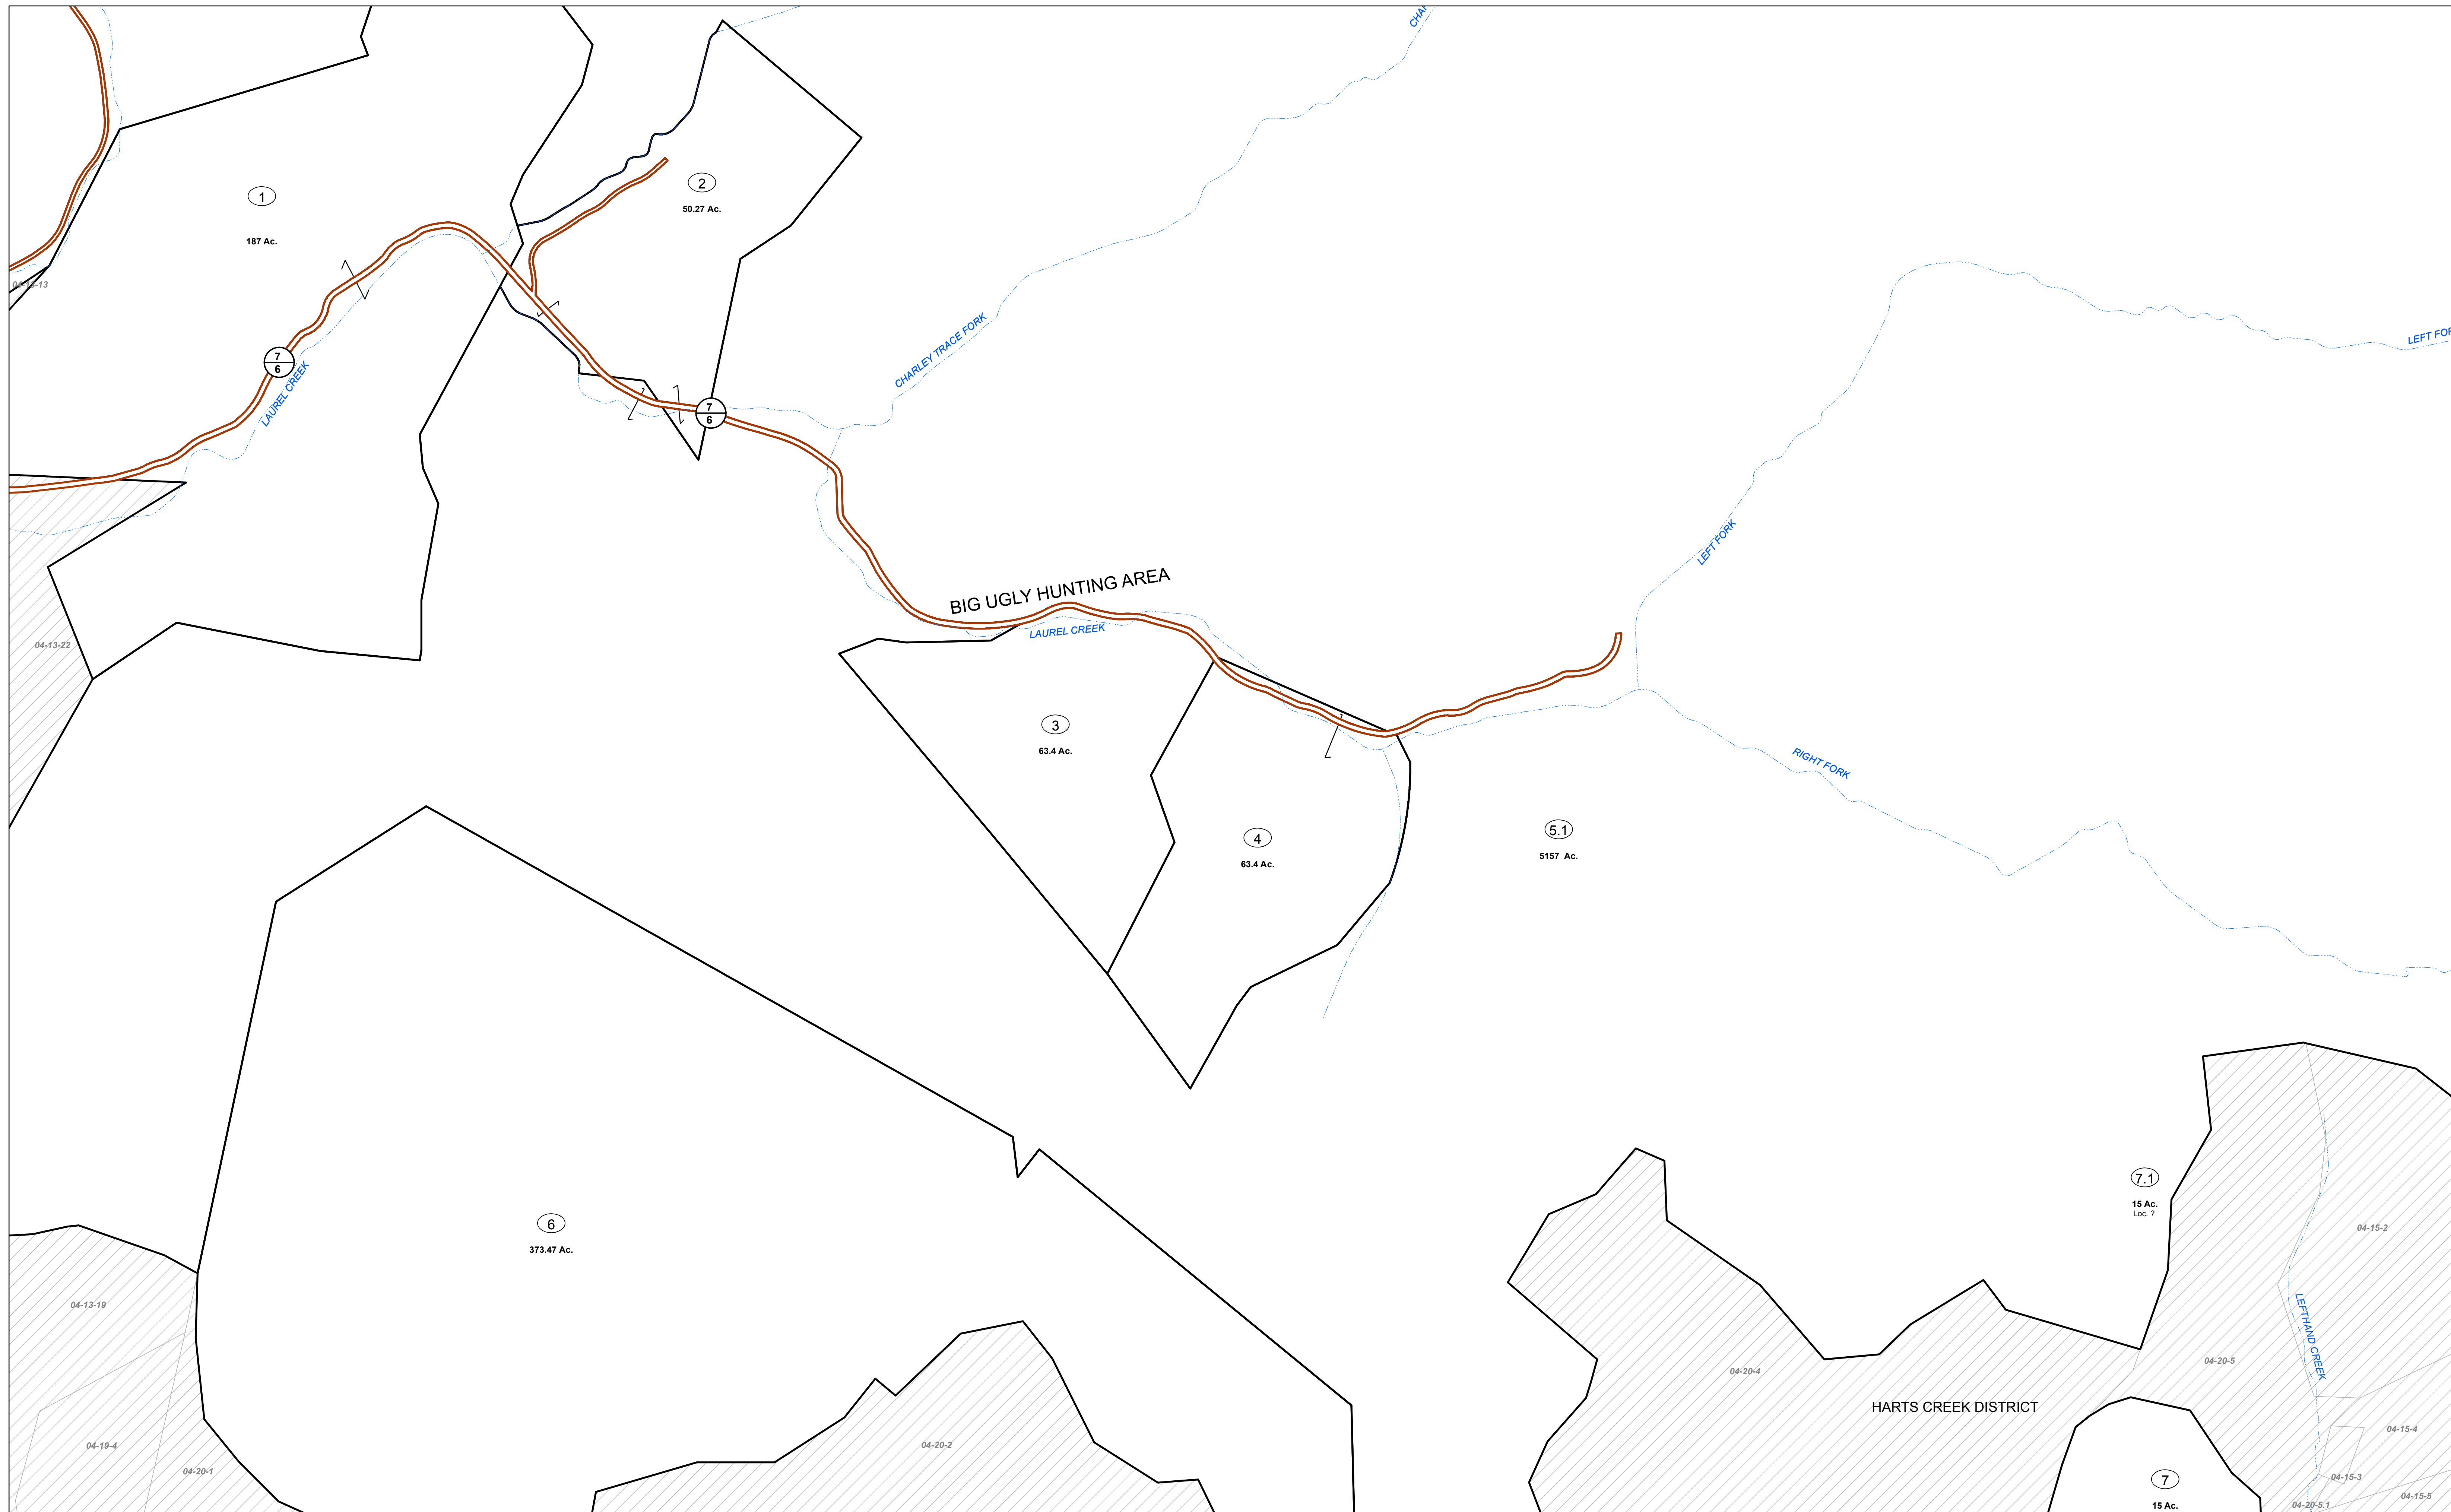 1
187 Ac.
2
50.27 Ac.
04-13-13
7
6
LAUREL CREEK
7
6
CHARLEY TRACE FORK
LEFT FORK
BIG UGLY HUNTING AREA
LAUREL CREEK
04-13-22
3
63.4 Ac.
RIGHT FORK
4
63.4 Ac.
5.1
5157 Ac.
6
373.47 Ac.
7.1
15 Ac.
Loc. ?
04-15-2
04-13-19
LEFTHAND CREEK
04-20-4
04-20-5
HARTS CREEK DISTRICT
04-19-4
04-20-1
04-20-2
04-15-4
7
15 Ac.
04-15-3
04-15-5
04-20-5.1